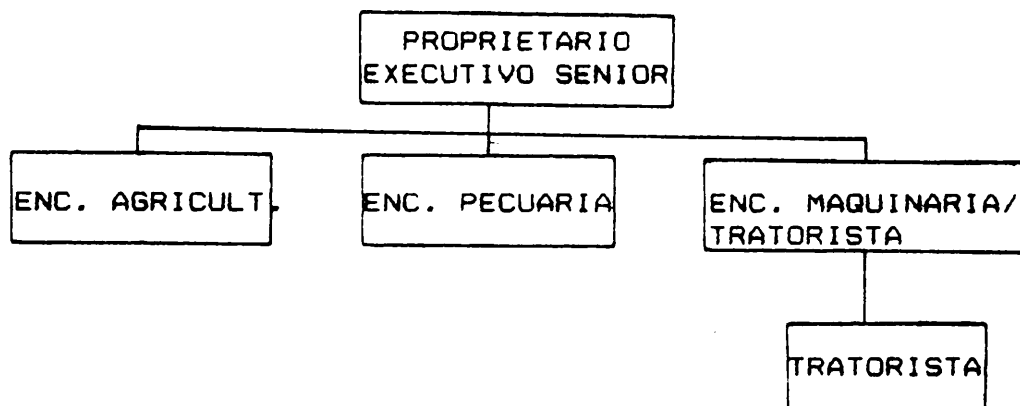 PROPRIETARIO
EXECUTIVO SENIOR
ENC. AGRICULT.
ENC. PECUARIA
ENC. MAQUINARIA/
TRATORISTA
TRATORISTA